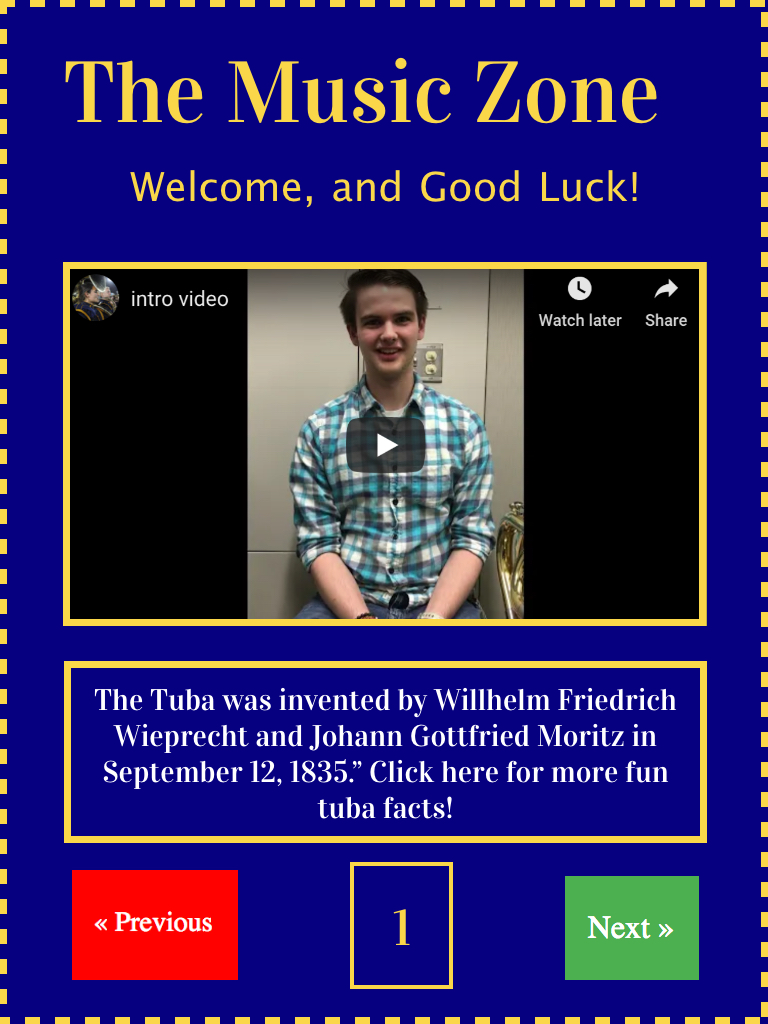 The Music Zone
Welcome, and Good Luck!
intro video
Watch later
Share
The Tuba was invented by Willhelm Friedrich
Wieprecht and Johann Gottfried Moritz in
September 12, 1835.” Click here for more fun
tuba facts!
« Previous
1
Next »